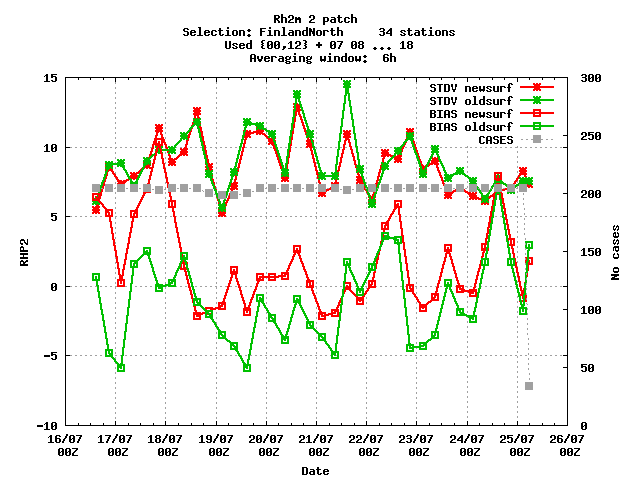 Rh2m 2 patch
Selection: FinlandNorth 34 stations
Used {00,12} + 07 08 ... 18
Averaging window: 6h
STDV newsurf
STDV oldsurf
BIAS newsurf
BIAS oldsurf
CASES
15
10
5
0
-5
-10
RHP2
300
250
200
150
100
50
0
No cases
16/07 17/07 18/07 19/07 20/07 21/07 22/07 23/07 24/07 25/07 26/07
00Z 00Z 00Z 00Z 00Z 00Z 00Z 00Z 00Z 00Z 00Z
Date